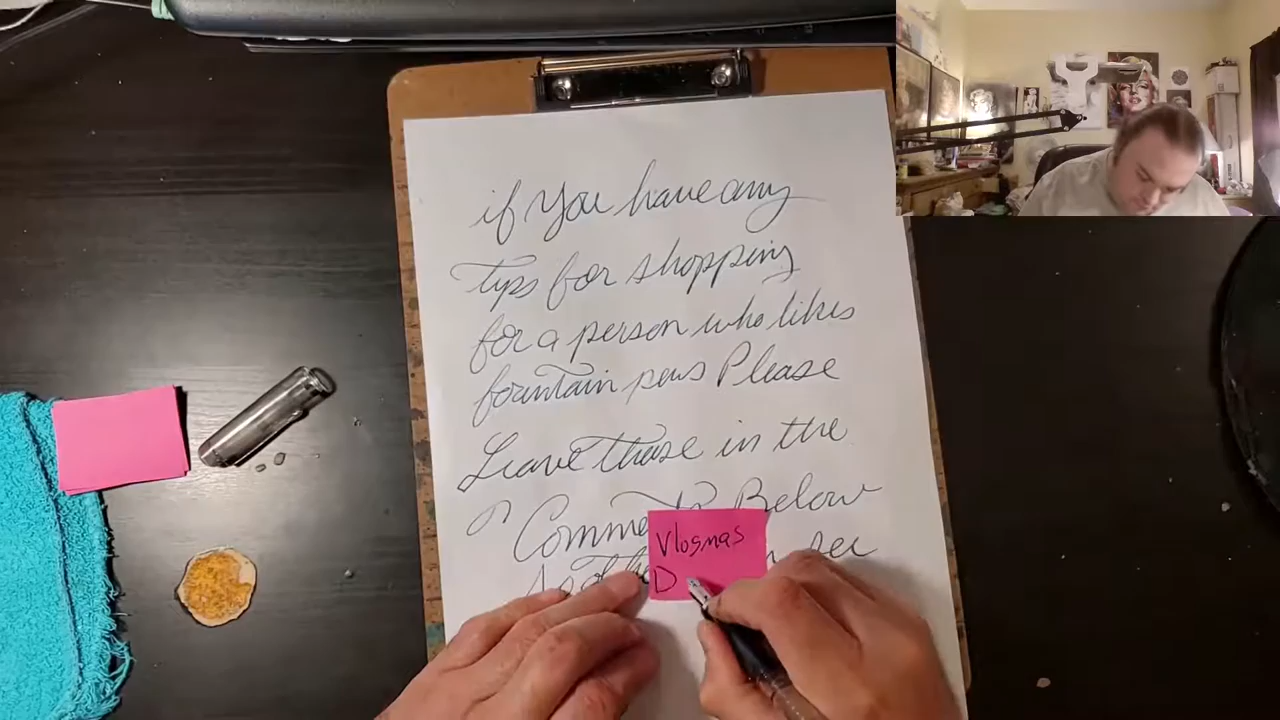 if You have any
tips for shopping
for a person who likes
fountain pens Please
Leave those in the
Below
Vlogmas
D